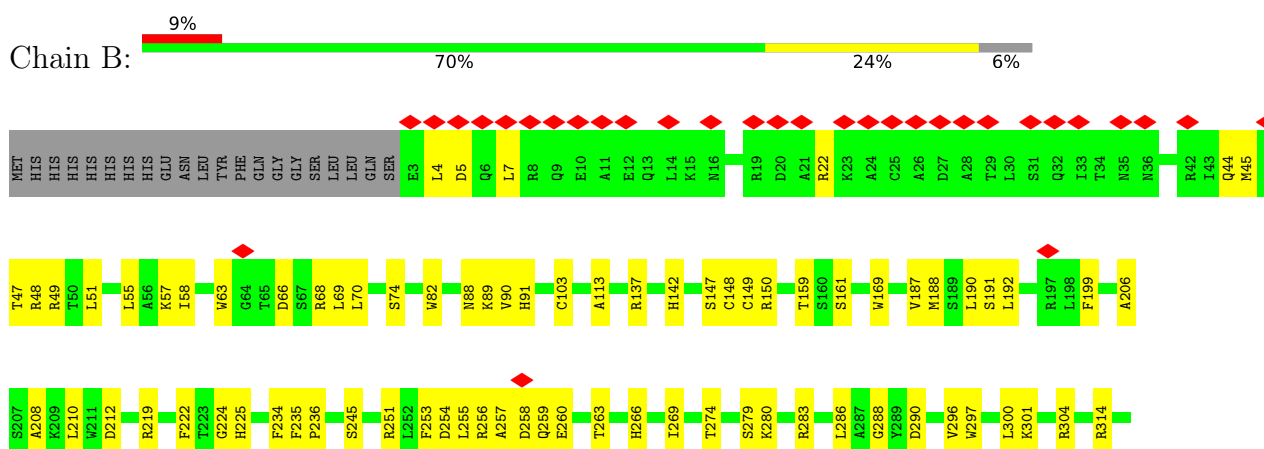 9%
Chain B:
70% 24% 6%
MET HIS HIS HIS HIS HIS HIS HIS GLU ASN LEU TYR PHE GLN GLY GLY SER LEU LEU GLN SER E3 L4 D5 Q6 L7 R8 Q9 E10 A11 E12 Q13 L14 K15 N16 R19 D20 A21 R22 K23 A24 C25 A26 D27 A28 T29 L30 S31 Q32 I33 T34 N35 N36 R42 I43 Q44 M45
T47 R48 R49 T50 L51 L55 A56 K57 I58 W63 G64 T65 D66 S67 R68 L69 L70 S74 W82 N88 K89 V90 H91 C103 A113 R137 H142 S147 C148 C149 R150 T159 S160 S161 W169 V187 M188 S189 L190 S191 L192 R197 L198 F199 A206
S207 A208 K209 L210 W211 D212 R219 F222 T223 G224 H225 F234 F235 P236 S245 R251 L252 F253 D254 L255 R256 A257 D258 Q259 E260 T263 H266 I269 T274 S279 K280 R283 L286 A287 G288 Y289 D290 V296 W297 L300 K301 R304 R314